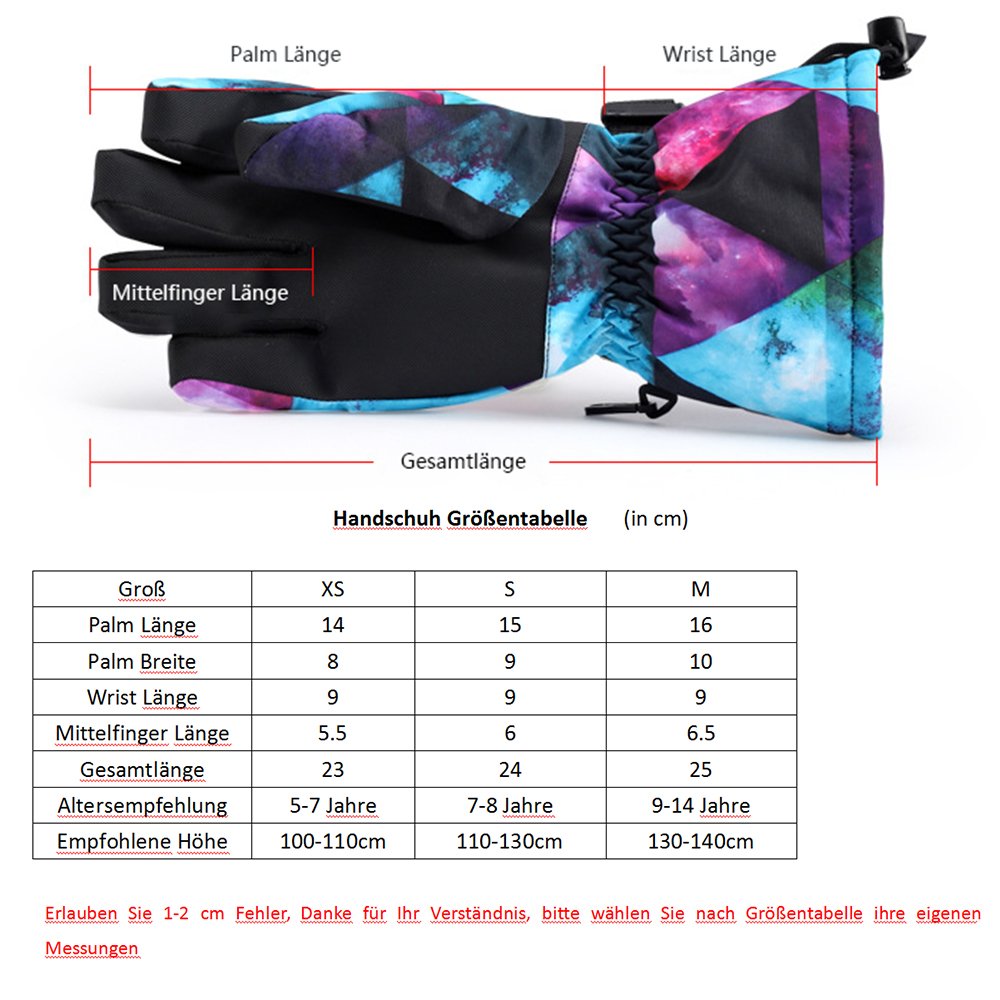 Palm Länge
Wrist Länge
Mittelfinger Länge
Gesamtlänge
Handschuh Größentabelle (in cm)
Groß XS S M
Palm Länge 14 15 16
Palm Breite 8 9 10
Wrist Länge 9 9 9
Mittelfinger Länge 5.5 6 6.5
Gesamtlänge 23 24 25
Altersempfehlung 5-7 Jahre 7-8 Jahre 9-14 Jahre
Empfohlene Höhe 100-110cm 110-130cm 130-140cm
Erlauben Sie 1-2 cm Fehler, Danke für Ihr Verständnis, bitte wählen Sie nach Größentabelle ihre eigenen
Messungen